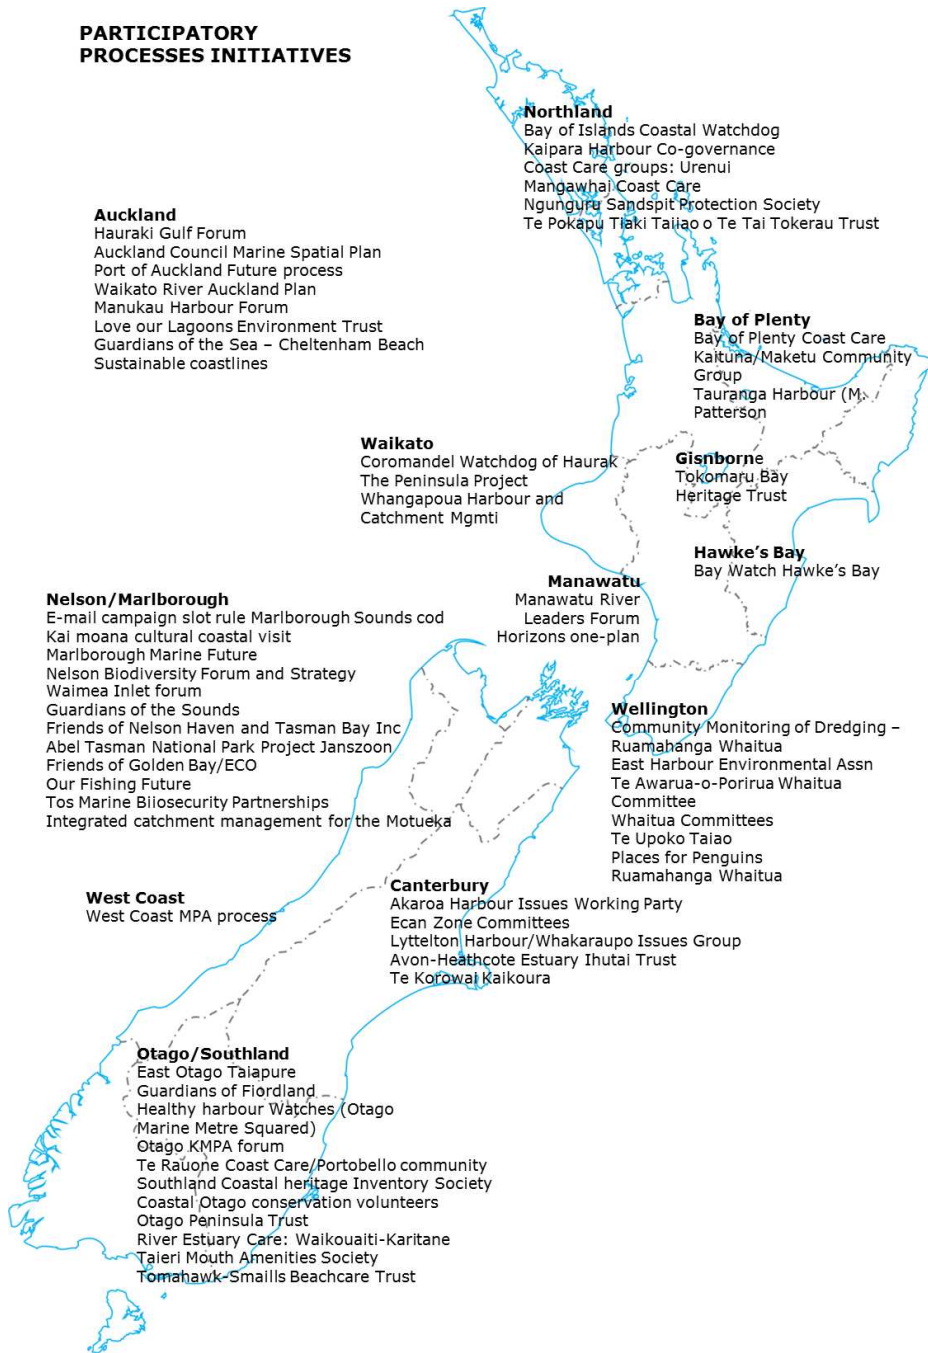 PARTICIPATORY
PROCESSES INITIATIVES
Northland
Bay of Islands Coastal Watchdog
Kaipara Harbour Co-governance
Coast Care groups: Urenui
Mangawhai Coast Care
Ngunguru Sandspit Protection Society
Te Pokapu Tiaki Taiiao o Te Tai Tokerau Trust
Auckland
Hauraki Gulf Forum
Auckland Council Marine Spatial Plan
Port of Auckland Future process
Waikato River Auckland Plan
Manukau Harbour Forum
Love our Lagoons Environment Trust
Guardians of the Sea – Cheltenham Beach
Sustainable coastlines
Bay of Plenty
Bay of Plenty Coast Care
Kaituna/Maketu Community
Group
Tauranga Harbour (M.
Patterson
Waikato
Coromandel Watchdog of Haurak
The Peninsula Project
Whangapoua Harbour and
Catchment Mgmti
Gisnborne
Tokomaru Bay
Heritage Trust
Hawke's Bay
Bay Watch Hawke's Bay
Manawatu
Manawatu River
Leaders Forum
Horizons one-plan
Nelson/Marlborough
E-mail campaign slot rule Marlborough Sounds cod
Kai moana cultural coastal visit
Marlborough Marine Future
Nelson Biodiversity Forum and Strategy
Waimea Inlet forum
Guardians of the Sounds
Friends of Nelson Haven and Tasman Bay Inc
Abel Tasman National Park Project Janszoon
Friends of Golden Bay/ECO
Our Fishing Future
Tos Marine Biiosecurity Partnerships
Integrated catchment management for the Motueka
Wellington
Community Monitoring of Dredging –
Ruamahanga Whaitua
East Harbour Environmental Assn
Te Awarua-o-Porirua Whaitua
Committee
Whaitua Committees
Te Upoko Taiao
Places for Penguins
Ruamahanga Whaitua
West Coast
West Coast MPA process
Canterbury
Akaroa Harbour Issues Working Party
Ecan Zone Committees
Lyttelton Harbour/Whakaraupo Issues Group
Avon-Heathcote Estuary Ihutai Trust
Te Korowai Kaikoura
Otago/Southland
East Otago Taiapure
Guardians of Fiordland
Healthy harbour Watches (Otago
Marine Metre Squared)
Otago KMPA forum
Te Rauone Coast Care/Portobello community
Southland Coastal heritage Inventory Society
Coastal Otago conservation volunteers
Otago Peninsula Trust
River Estuary Care: Waikouaiti-Karitane
Taieri Mouth Amenities Society
Tomahawk-Smaills Beachcare Trust